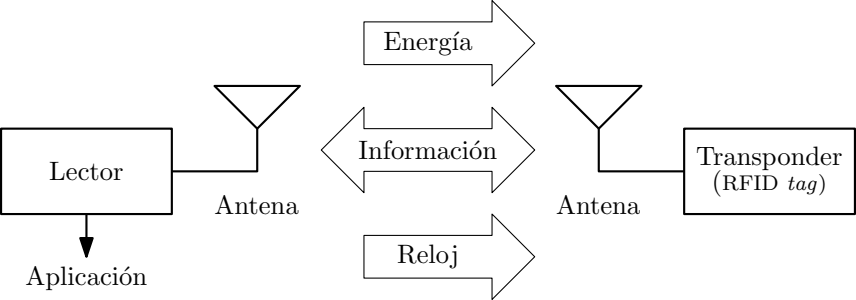 Energía
Lector
Información
Transponder
(RFID tag)
Antena
Antena
Reloj
Aplicación